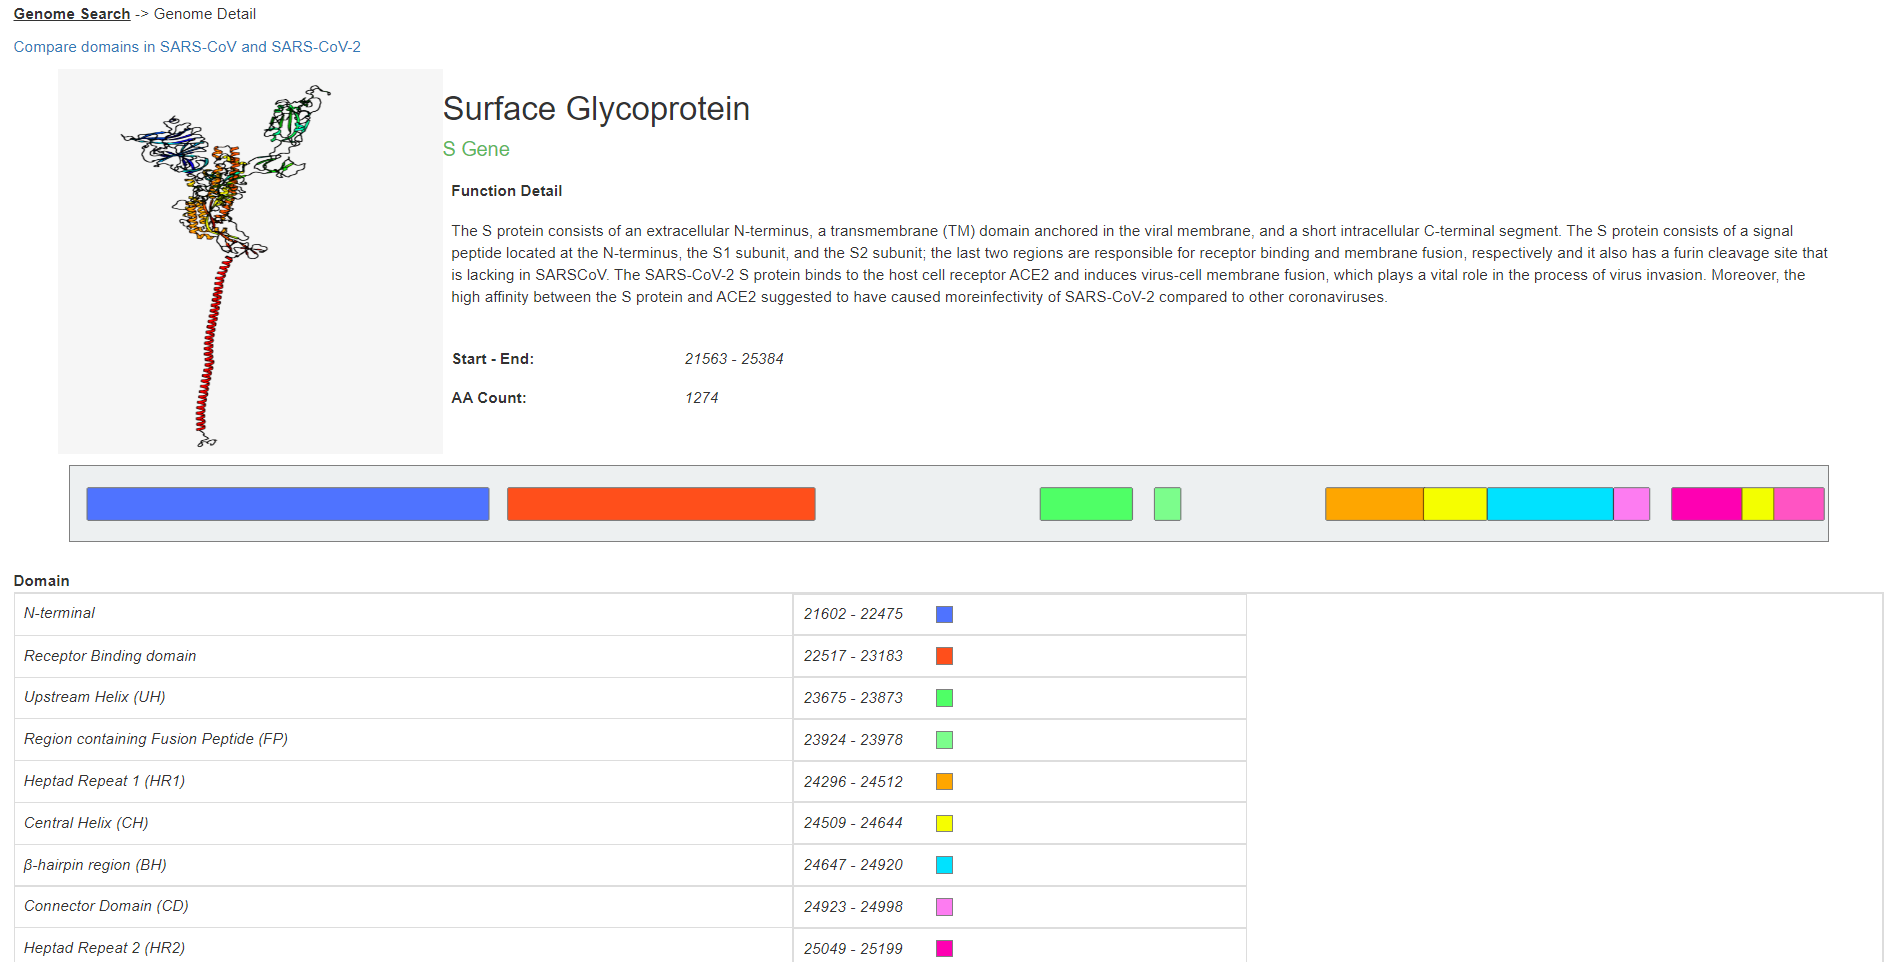 Genome Search -> Genome Detail
Compare domains in SARS-CoV and SARS-CoV-2
Surface Glycoprotein
S Gene
Function Detail
The S protein consists of an extracellular N-terminus, a transmembrane (TM) domain anchored in the viral membrane, and a short intracellular C-terminal segment. The S protein consists of a signal
peptide located at the N-terminus, the S1 subunit, and the S2 subunit; the last two regions are responsible for receptor binding and membrane fusion, respectively and it also has a furin cleavage site that
is lacking in SARSCoV. The SARS-CoV-2 S protein binds to the host cell receptor ACE2 and induces virus-cell membrane fusion, which plays a vital role in the process of virus invasion. Moreover, the
high affinity between the S protein and ACE2 suggested to have caused moreinfectivity of SARS-CoV-2 compared to other coronaviruses.
Start - End: 21563 - 25384
AA Count: 1274
Domain
N-terminal 21602 - 22475
Receptor Binding domain 22517 - 23183
Upstream Helix (UH) 23675 - 23873
Region containing Fusion Peptide (FP) 23924 - 23978
Heptad Repeat 1 (HR1) 24296 - 24512
Central Helix (CH) 24509 - 24644
β-hairpin region (BH) 24647 - 24920
Connector Domain (CD) 24923 - 24998
Heptad Repeat 2 (HR2) 25049 - 25199